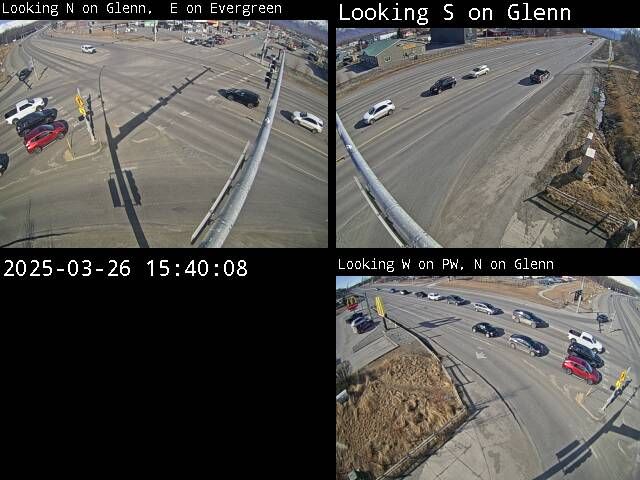 Looking N on Glenn, E on Evergreen
Looking S on Glenn
2025-03-26 15:40:08
Looking W on PW, N on Glenn